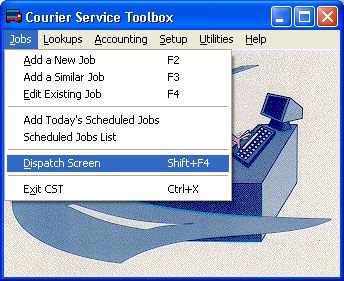 Courier Service Toolbox
Jobs Lookups Accounting Setup Utilities Help
Add a New Job F2
Add a Similar Job F3
Edit Existing Job F4
Add Today's Scheduled Jobs
Scheduled Jobs List
Dispatch Screen Shift+F4
Exit CST Ctrl+X